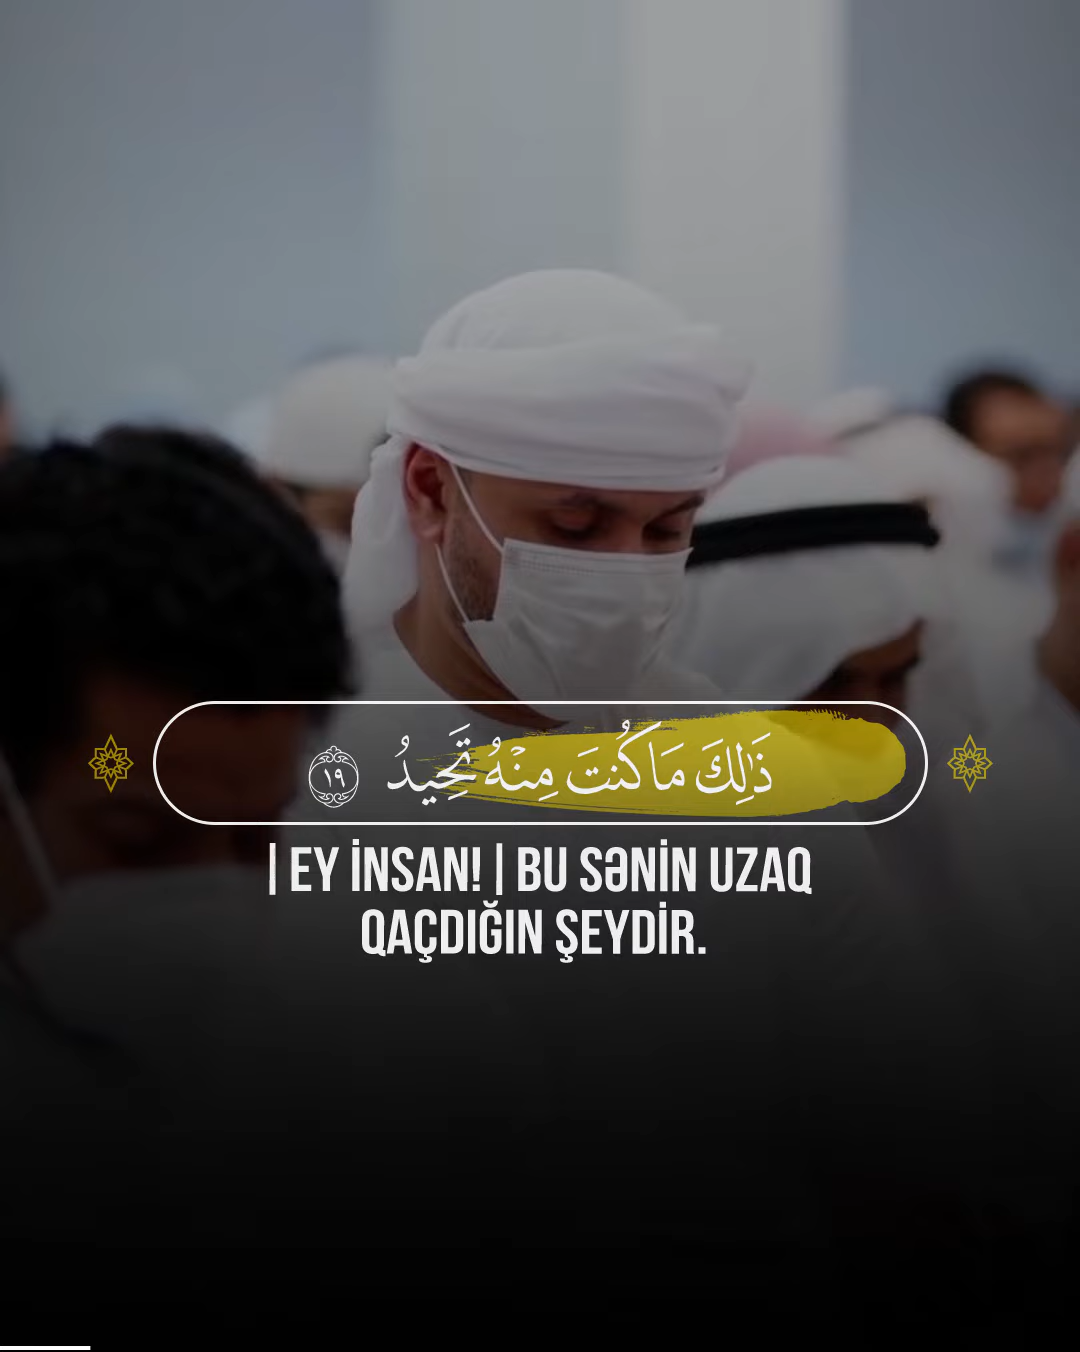 ذَٰلِكَ مَا كُنتَ مِنْهُ تَحِيدُ ١٩
| EY İNSAN! | BU SƏNİN UZAQ
QAÇDIĞIN ŞEYDİR.